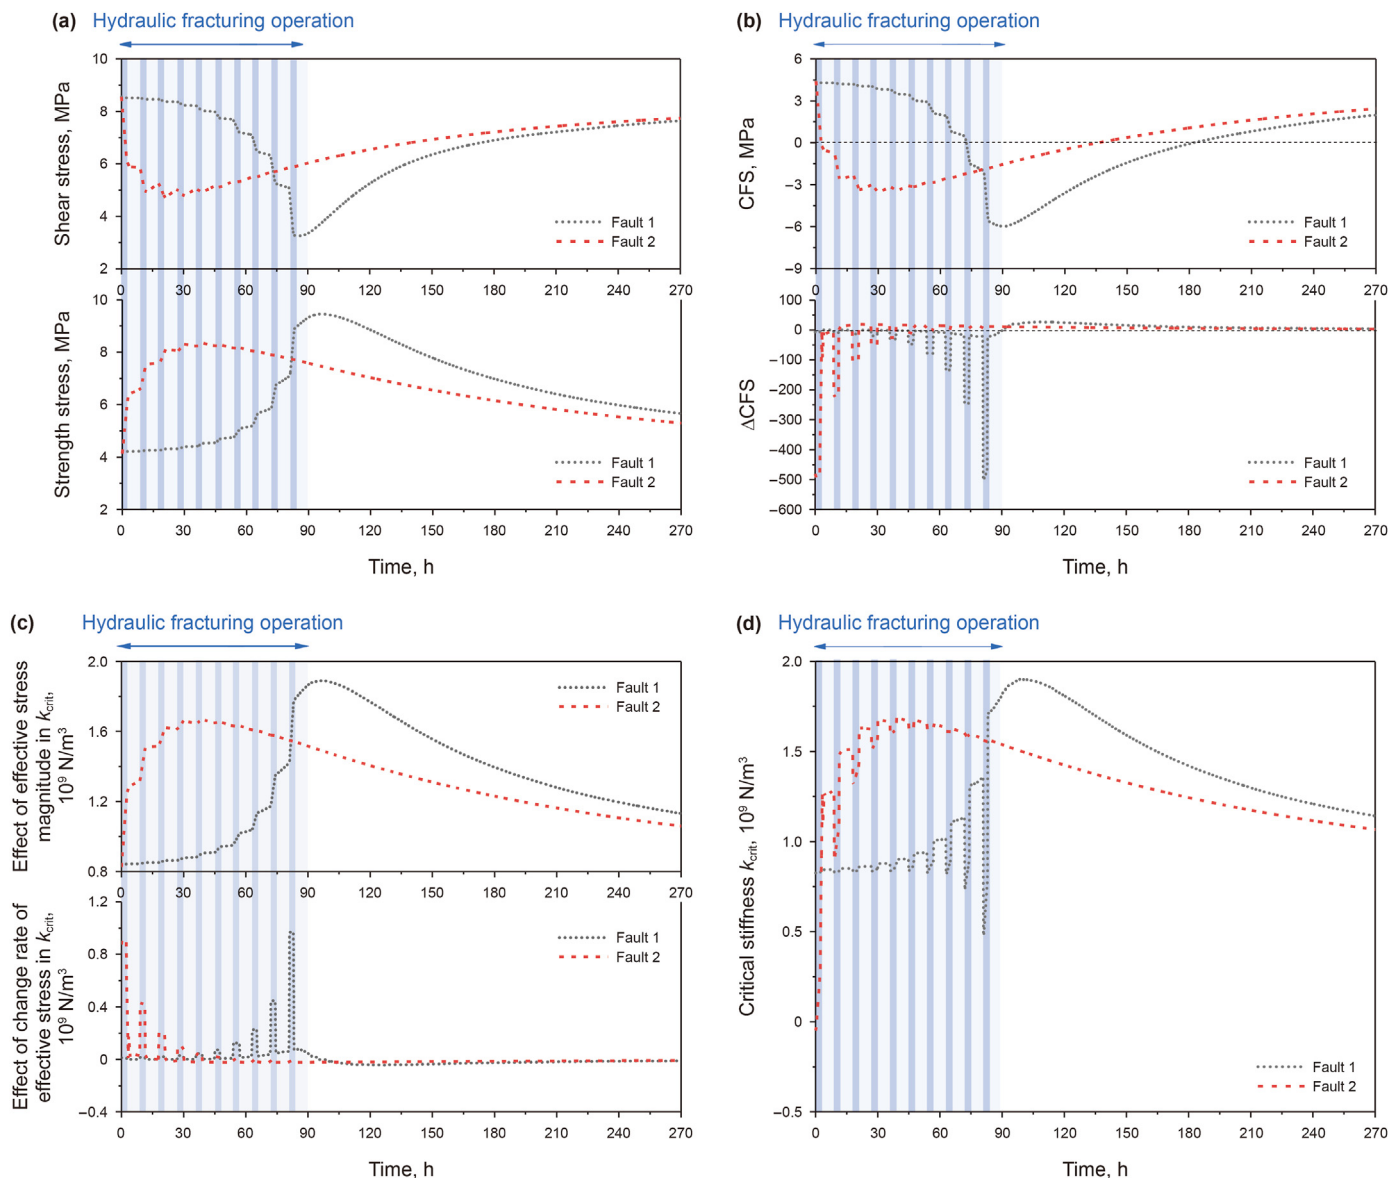 (a) Hydraulic fracturing operation
Shear stress, MPa
10
8
6
4
2
Fault 1
Fault 2
0 30 60 90 120 150 180 210 240 270
Strength stress, MPa
10
8
6
4
2
Fault 1
Fault 2
0 30 60 90 120 150 180 210 240 270
Time, h
(b) Hydraulic fracturing operation
CFS, MPa
6
3
0
–3
–6
–9
Fault 1
Fault 2
0 30 60 90 120 150 180 210 240 270
ΔCFS
100
0
–100
–200
–300
–400
–500
–600
Fault 1
Fault 2
0 30 60 90 120 150 180 210 240 270
Time, h
(c) Hydraulic fracturing operation
Effect of effective stress
magnitude in kcrit,
10⁹ N/m³
2.0
1.6
1.2
0.8
Fault 1
Fault 2
0 30 60 90 120 150 180 210 240 270
Effect of change rate of
effective stress in kcrit,
10⁹ N/m³
1.2
0.8
0.4
0
–0.4
Fault 1
Fault 2
0 30 60 90 120 150 180 210 240 270
Time, h
(d) Hydraulic fracturing operation
Critical stiffness kcrit, 10⁹ N/m³
2.0
1.5
1.0
0.5
0
–0.5
Fault 1
Fault 2
0 30 60 90 120 150 180 210 240 270
Time, h